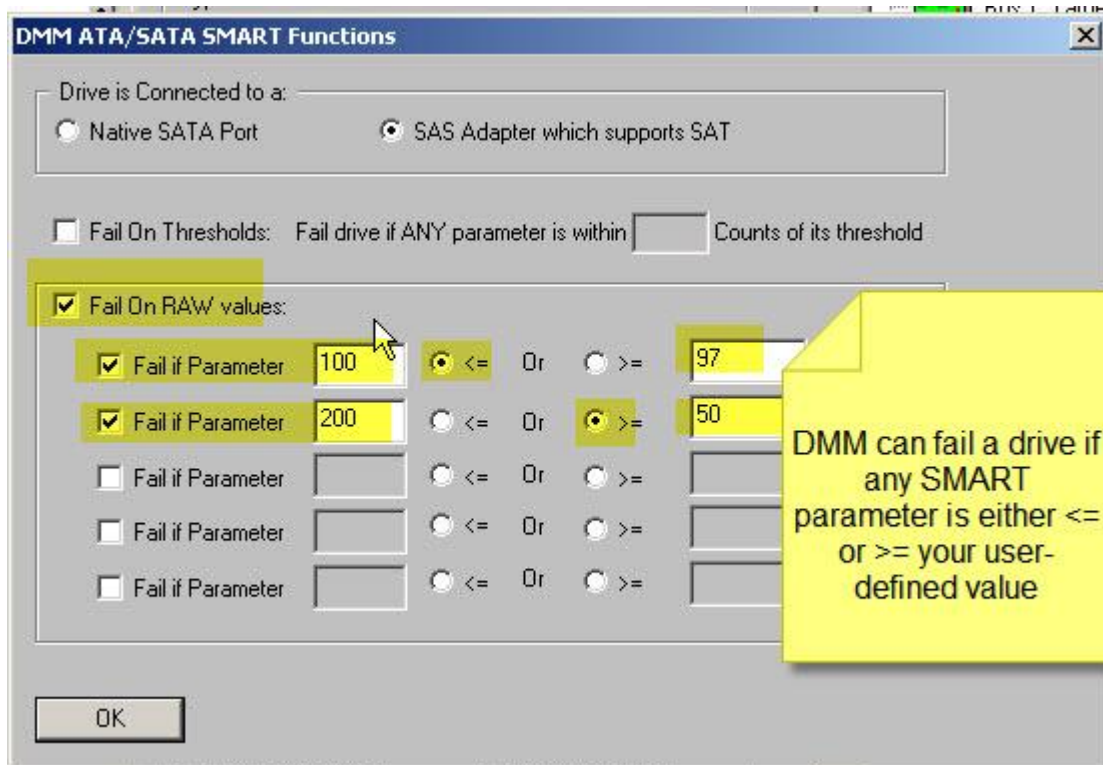 DMM ATA/SATA SMART Functions
Drive is Connected to a:
Native SATA Port SAS Adapter which supports SAT
Fail On Thresholds: Fail drive if ANY parameter is within Counts of its threshold
Fail On RAW values:
Fail if Parameter 100 <= Or >= 97
Fail if Parameter 200 <= Or >= 50
Fail if Parameter <= Or >=
Fail if Parameter <= Or >=
Fail if Parameter <= Or >=
DMM can fail a drive if
any SMART
parameter is either <=
or >= your user-
defined value
OK